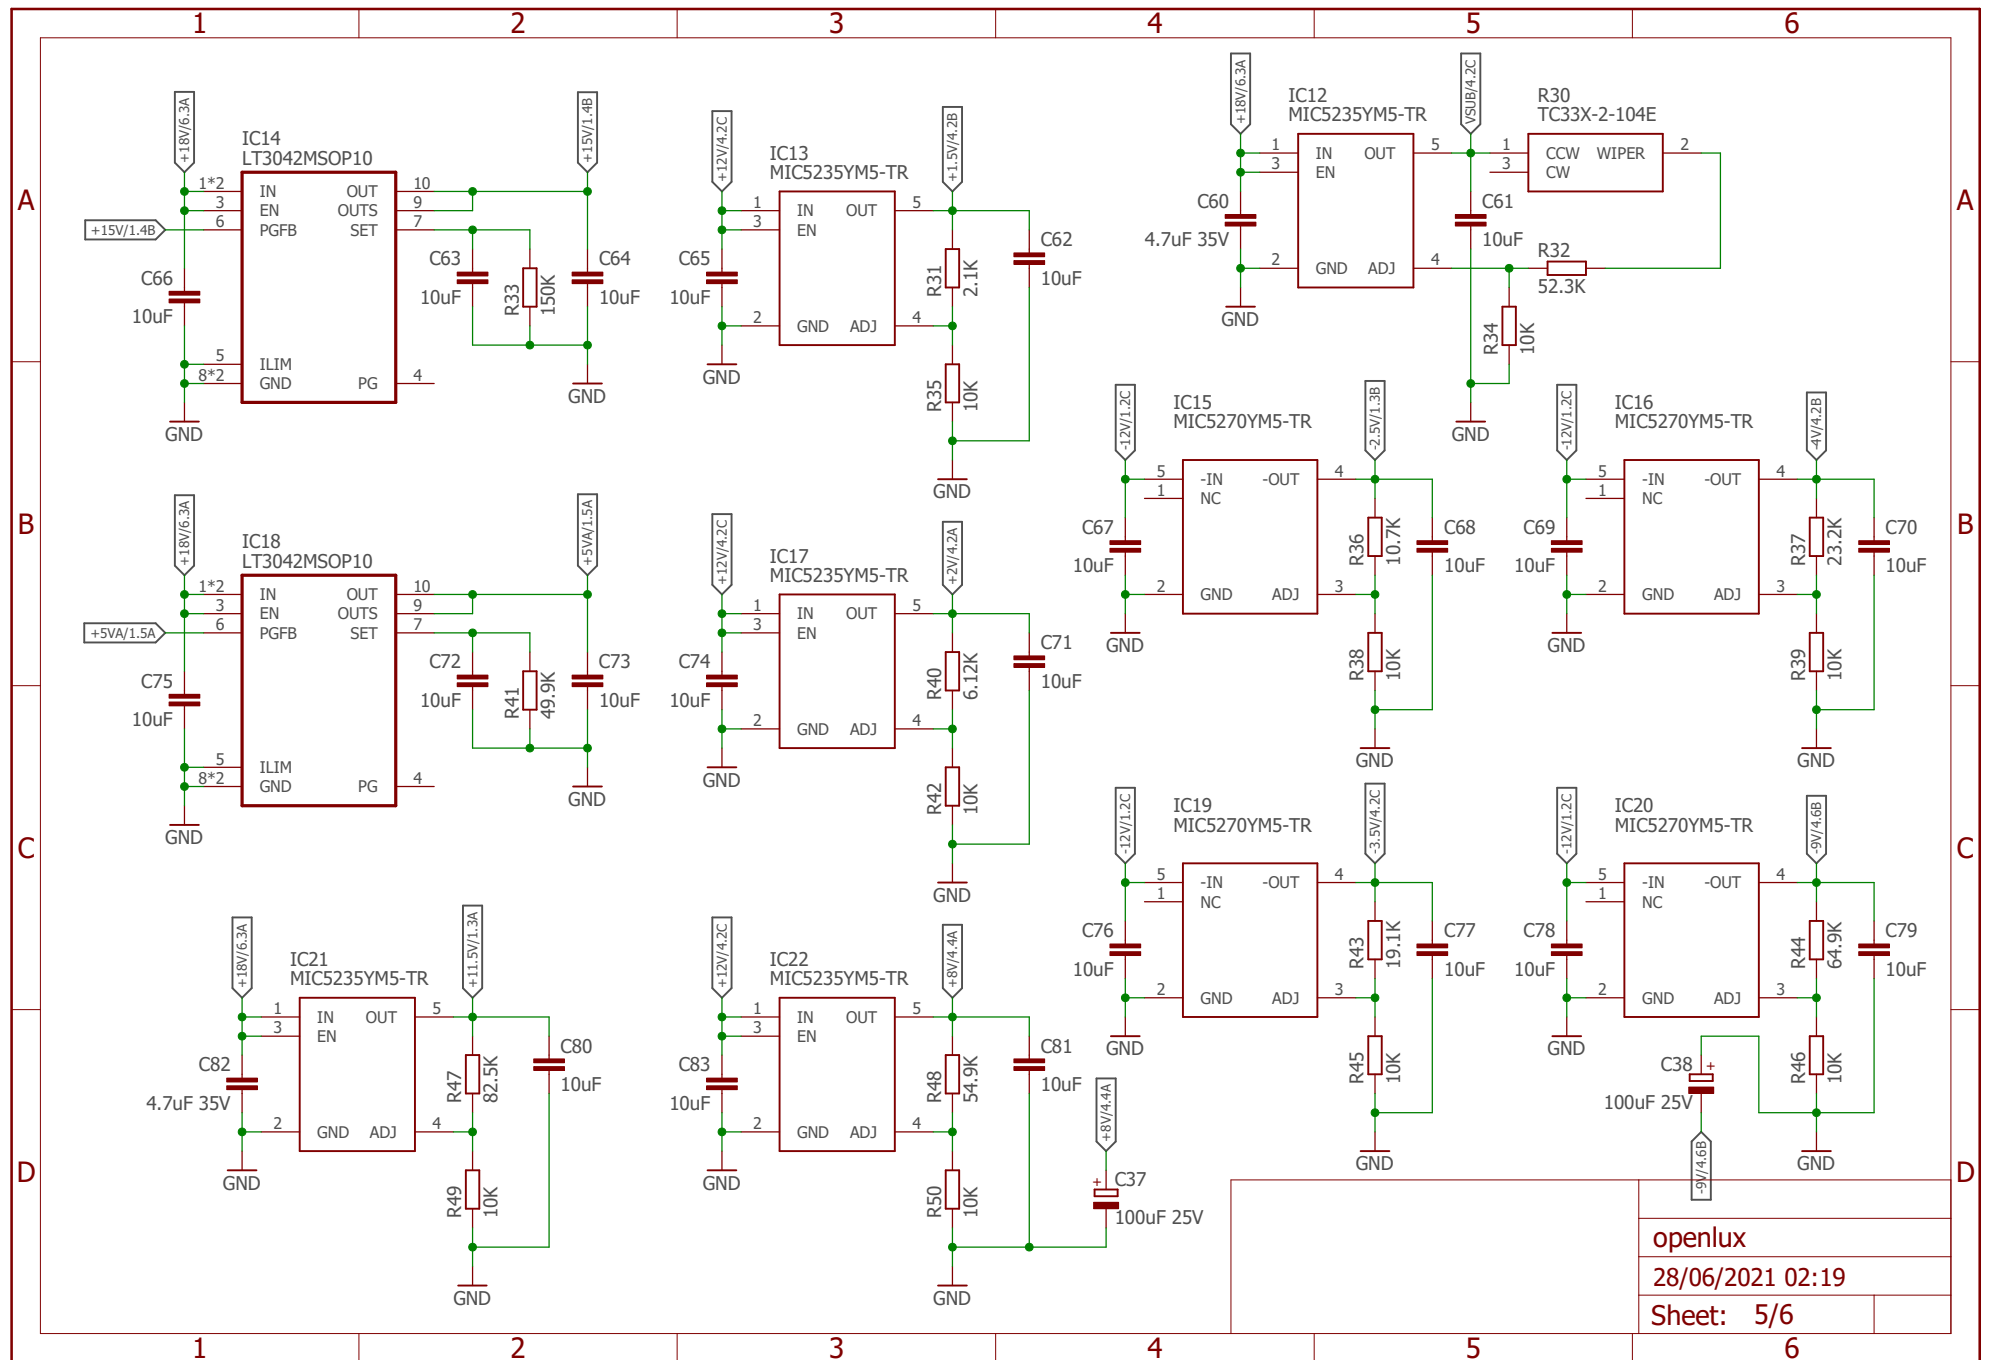 1 2 3 4 5 6
A
A
B
B
C
C
D
D
+18V/6.3A
+15V/1.4B
IC14
LT3042MSOP10
1*2 IN OUT 10
3 EN OUTS 9
+15V/1.4B 6 PGFB SET 7
C66
10uF
C63
10uF
R33
150K
C64
10uF
5 ILIM
8*2 GND PG 4
GND
GND
+12V/4.2C
+1.5V/4.2B
IC13
MIC5235YM5-TR
1 IN OUT 5
3 EN
C65
10uF
R31
2.1K
C62
10uF
2 GND ADJ 4
GND
R35
10K
GND
+18V/6.3A
VSUB/4.2C
IC12
MIC5235YM5-TR
R30
TC33X-2-104E
1 IN OUT 5
3 EN
1 CCW WIPER 2
3 CW
C60
4.7uF 35V
C61
10uF
R32
52.3K
2 GND ADJ 4
GND
R34
10K
GND
+18V/6.3A
+5VA/1.5A
IC18
LT3042MSOP10
1*2 IN OUT 10
3 EN OUTS 9
+5VA/1.5A 6 PGFB SET 7
C75
10uF
C72
10uF
R41
49.9K
C73
10uF
5 ILIM
8*2 GND PG 4
GND
GND
+12V/4.2C
+2V/4.2A
IC17
MIC5235YM5-TR
1 IN OUT 5
3 EN
C74
10uF
R40
6.12K
C71
10uF
2 GND ADJ 4
GND
R42
10K
GND
-12V/1.2C
-2.5V/1.3B
IC15
MIC5270YM5-TR
5 -IN -OUT 4
1 NC
C67
10uF
R36
10.7K
C68
10uF
2 GND ADJ 3
GND
R38
10K
GND
-12V/1.2C
-4V/4.2B
IC16
MIC5270YM5-TR
5 -IN -OUT 4
1 NC
C69
10uF
R37
23.2K
C70
10uF
2 GND ADJ 3
GND
R39
10K
GND
+18V/6.3A
+11.5V/1.3A
IC21
MIC5235YM5-TR
1 IN OUT 5
3 EN
C82
4.7uF 35V
R47
82.5K
C80
10uF
2 GND ADJ 4
GND
R49
10K
GND
+12V/4.2C
+8V/4.4A
IC22
MIC5235YM5-TR
1 IN OUT 5
3 EN
C83
10uF
R48
54.9K
C81
10uF
2 GND ADJ 4
GND
R50
10K
GND
+8V/4.4A
+ C37
100uF 25V
-12V/1.2C
-3.5V/4.2C
IC19
MIC5270YM5-TR
5 -IN -OUT 4
1 NC
C76
10uF
R43
19.1K
C77
10uF
2 GND ADJ 3
GND
R45
10K
GND
-12V/1.2C
-9V/4.6B
IC20
MIC5270YM5-TR
5 -IN -OUT 4
1 NC
C78
10uF
R44
64.9K
C79
10uF
2 GND ADJ 3
GND
C38 +
100uF 25V
R46
10K
-9V/4.6B
GND
openlux
28/06/2021 02:19
Sheet: 5/6
1 2 3 4 5 6